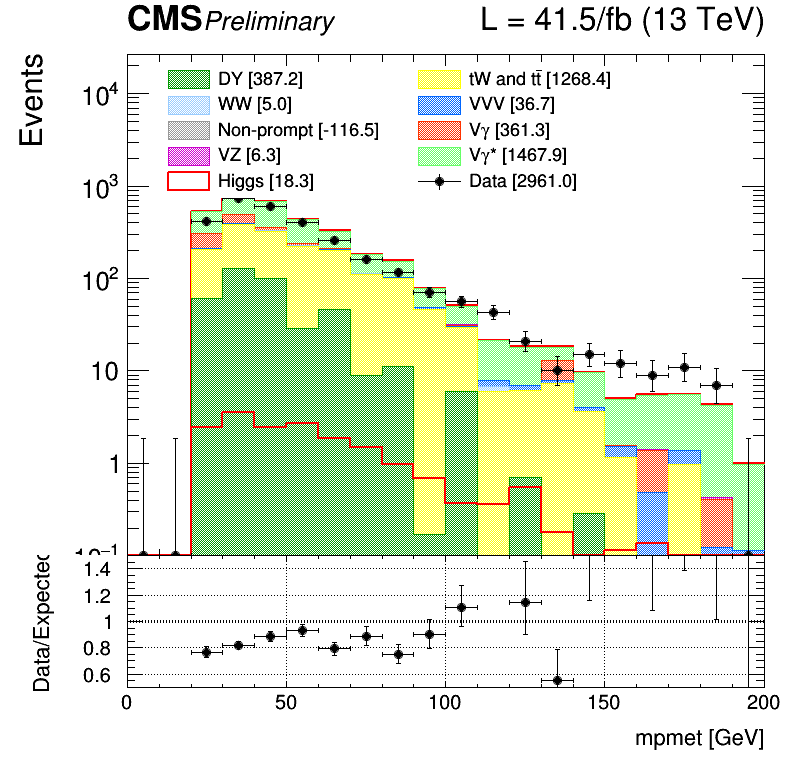 CMS Preliminary L = 41.5/fb (13 TeV)
Events
DY [387.2] tW and tt̄ [1268.4]
WW [5.0] VVV [36.7]
Non-prompt [-116.5] Vγ [361.3]
VZ [6.3] Vγ* [1467.9]
Higgs [18.3] Data [2961.0]
10⁴
10³
10²
10
1
10⁻¹
Data/Expected
1.4
1.2
1
0.8
0.6
0 50 100 150 200
mpmet [GeV]